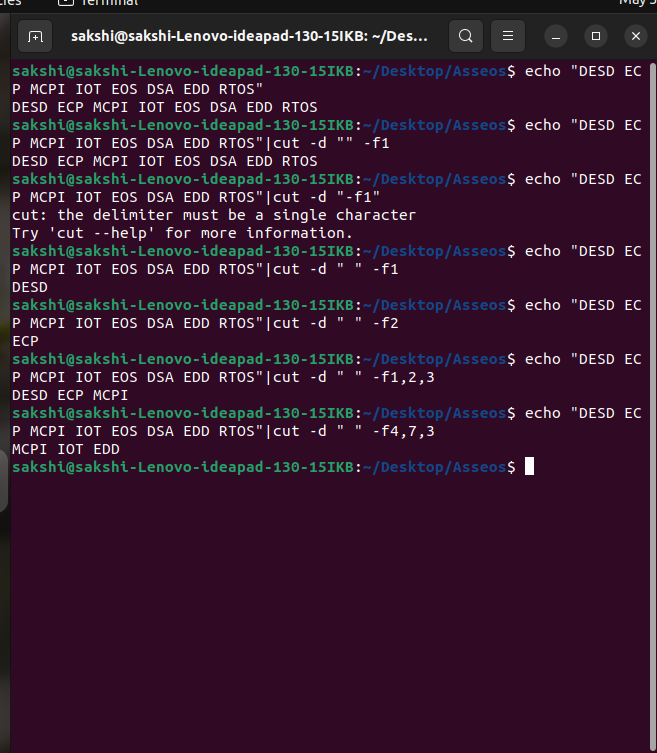 Terminal
May
sakshi@sakshi-Lenovo-ideapad-130-15IKB: ~/Des...
sakshi@sakshi-Lenovo-ideapad-130-15IKB:~/Desktop/Asseos$ echo "DESD EC
P MCPI IOT EOS DSA EDD RTOS"
DESD ECP MCPI IOT EOS DSA EDD RTOS
sakshi@sakshi-Lenovo-ideapad-130-15IKB:~/Desktop/Asseos$ echo "DESD EC
P MCPI IOT EOS DSA EDD RTOS"|cut -d "" -f1
DESD ECP MCPI IOT EOS DSA EDD RTOS
sakshi@sakshi-Lenovo-ideapad-130-15IKB:~/Desktop/Asseos$ echo "DESD EC
P MCPI IOT EOS DSA EDD RTOS"|cut -d "-f1"
cut: the delimiter must be a single character
Try 'cut --help' for more information.
sakshi@sakshi-Lenovo-ideapad-130-15IKB:~/Desktop/Asseos$ echo "DESD EC
P MCPI IOT EOS DSA EDD RTOS"|cut -d " " -f1
DESD
sakshi@sakshi-Lenovo-ideapad-130-15IKB:~/Desktop/Asseos$ echo "DESD EC
P MCPI IOT EOS DSA EDD RTOS"|cut -d " " -f2
ECP
sakshi@sakshi-Lenovo-ideapad-130-15IKB:~/Desktop/Asseos$ echo "DESD EC
P MCPI IOT EOS DSA EDD RTOS"|cut -d " " -f1,2,3
DESD ECP MCPI
sakshi@sakshi-Lenovo-ideapad-130-15IKB:~/Desktop/Asseos$ echo "DESD EC
P MCPI IOT EOS DSA EDD RTOS"|cut -d " " -f4,7,3
MCPI IOT EDD
sakshi@sakshi-Lenovo-ideapad-130-15IKB:~/Desktop/Asseos$